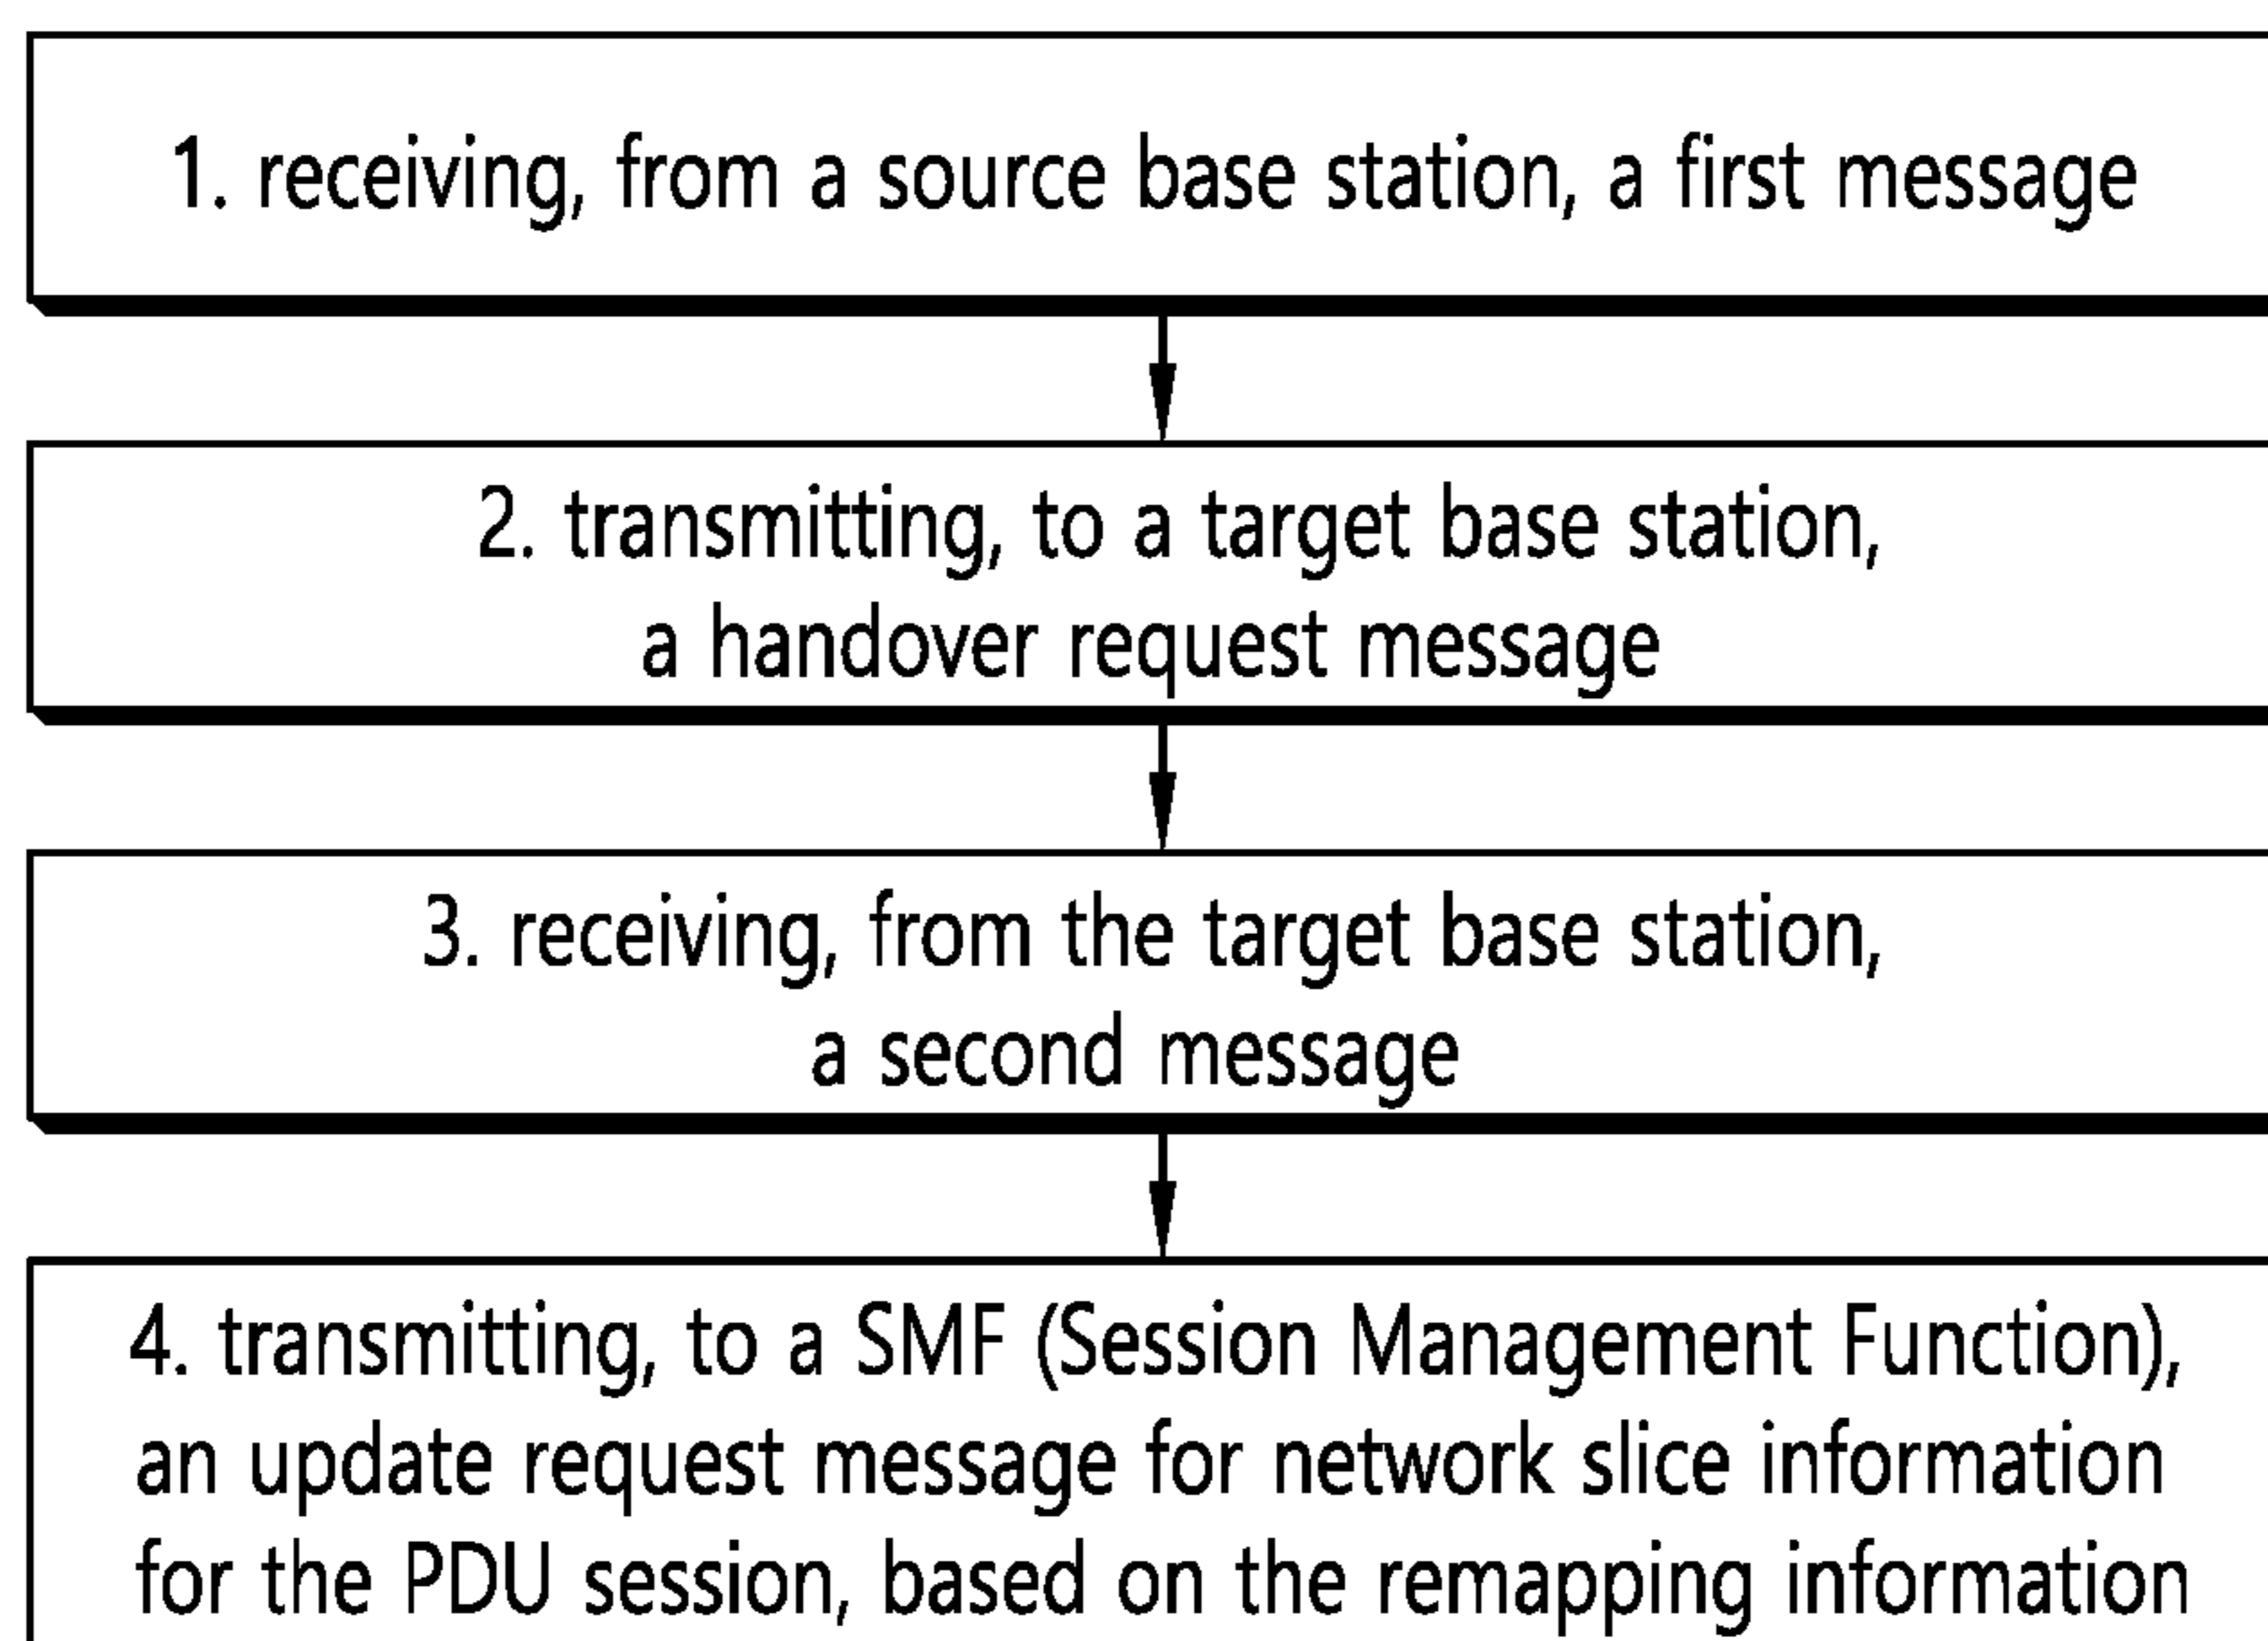 1. receiving, from a source base station, a first message
2. transmitting, to a target base station,
a handover request message
3. receiving, from the target base station,
a second message
4. transmitting, to a SMF (Session Management Function),
an update request message for network slice information
for the PDU session, based on the remapping information